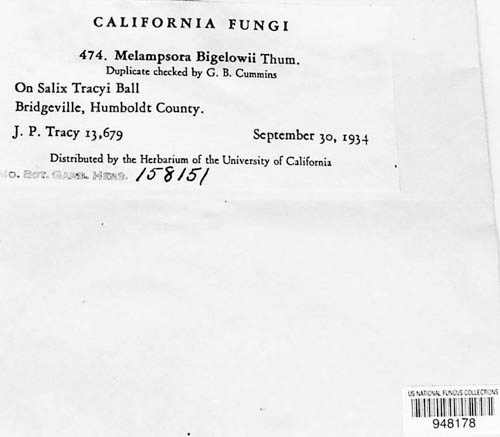 CALIFORNIA FUNGI
474. Melampsora Bigelowii Thum.
Duplicate checked by G. B. Cummins
On Salix Tracyi Ball
Bridgeville, Humboldt County.
J. P. Tracy 13,679 September 30, 1934
Distributed by the Herbarium of the University of California
MO. BOT. GARD. HERB. 158151
US NATIONAL FUNGUS COLLECTIONS
948178